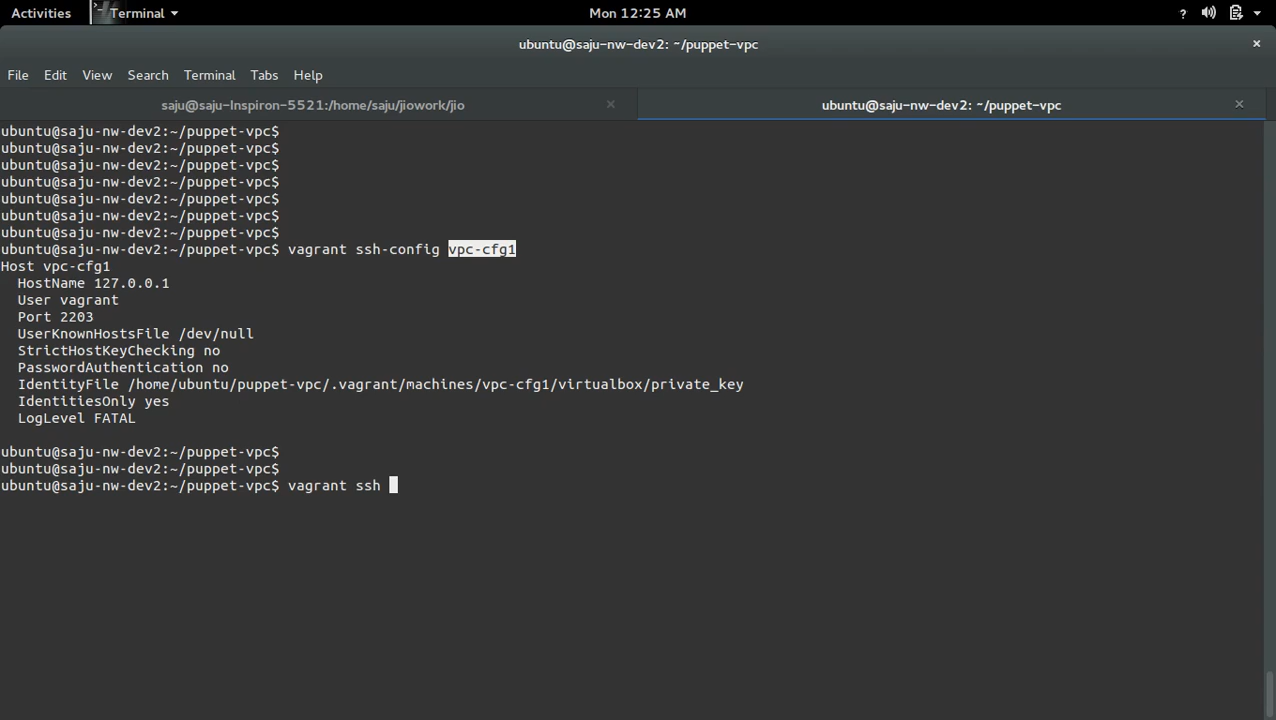 Activities Terminal Mon 12:25 AM ?
ubuntu@saju-nw-dev2: ~/puppet-vpc ×
File Edit View Search Terminal Tabs Help
saju@saju-Inspiron-5521:/home/saju/jiowork/jio × ubuntu@saju-nw-dev2: ~/puppet-vpc ×
ubuntu@saju-nw-dev2:~/puppet-vpc$
ubuntu@saju-nw-dev2:~/puppet-vpc$
ubuntu@saju-nw-dev2:~/puppet-vpc$
ubuntu@saju-nw-dev2:~/puppet-vpc$
ubuntu@saju-nw-dev2:~/puppet-vpc$
ubuntu@saju-nw-dev2:~/puppet-vpc$
ubuntu@saju-nw-dev2:~/puppet-vpc$
ubuntu@saju-nw-dev2:~/puppet-vpc$ vagrant ssh-config vpc-cfg1
Host vpc-cfg1
  HostName 127.0.0.1
  User vagrant
  Port 2203
  UserKnownHostsFile /dev/null
  StrictHostKeyChecking no
  PasswordAuthentication no
  IdentityFile /home/ubuntu/puppet-vpc/.vagrant/machines/vpc-cfg1/virtualbox/private_key
  IdentitiesOnly yes
  LogLevel FATAL
ubuntu@saju-nw-dev2:~/puppet-vpc$
ubuntu@saju-nw-dev2:~/puppet-vpc$
ubuntu@saju-nw-dev2:~/puppet-vpc$ vagrant ssh